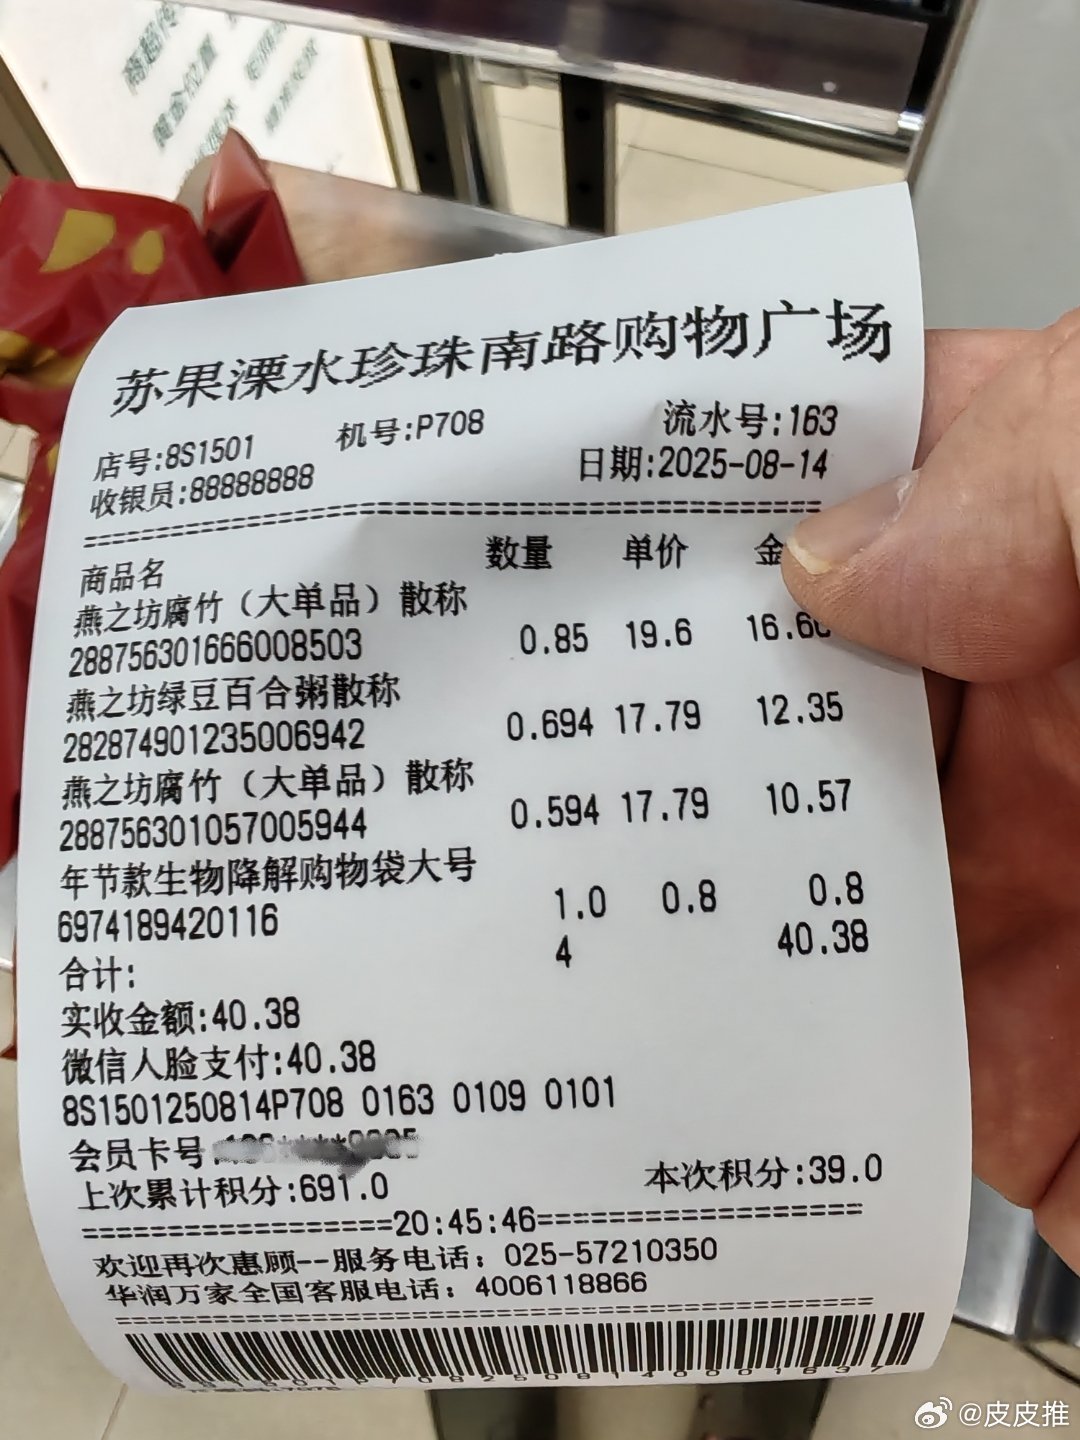 苏果溧水珍珠南路购物广场
店号:8S1501 机号:P708 流水号:163
收银员:88888888 日期:2025-08-14
商品名 数量 单价 金
燕之坊腐竹（大单品）散称
288756301666008503 0.85 19.6 16.66
燕之坊绿豆百合粥散称
282874901235006942 0.694 17.79 12.35
燕之坊腐竹（大单品）散称
288756301057005944 0.594 17.79 10.57
年节款生物降解购物袋大号
6974189420116 1.0 0.8 0.8
合计: 4 40.38
实收金额:40.38
微信人脸支付:40.38
8S1501250814P708 0163 0109 0101
会员卡号:
上次累计积分:691.0 本次积分:39.0
==================20:45:46==================
欢迎再次惠顾--服务电话：025-57210350
华润万家全国客服电话：4006118866
@皮皮推